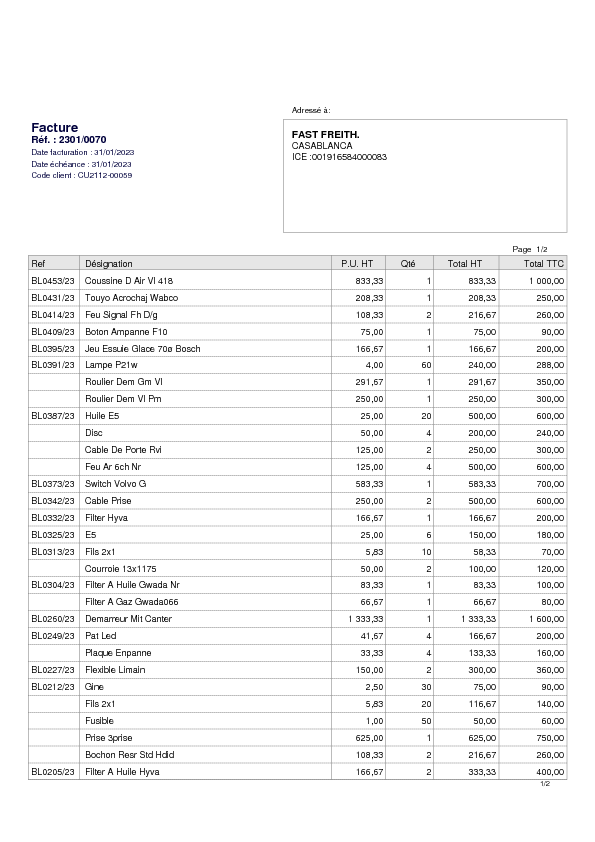 Adressé à:
Facture
Réf. : 2301/0070
Date facturation : 31/01/2023
Date échéance : 31/01/2023
Code client : CU2112-00059
FAST FREITH.
CASABLANCA
ICE :001916584000083
Page 1/2
Ref Désignation P.U. HT Qté Total HT Total TTC
BL0453/23 Coussine D Air Vl 418 833,33 1 833,33 1 000,00
BL0431/23 Touyo Acrochaj Wabco 208,33 1 208,33 250,00
BL0414/23 Feu Signal Fh D/g 108,33 2 216,67 260,00
BL0409/23 Boton Ampanne F10 75,00 1 75,00 90,00
BL0395/23 Jeu Essuie Glace 70ø Bosch 166,67 1 166,67 200,00
BL0391/23 Lampe P21w 4,00 60 240,00 288,00
Roulier Dem Gm Vl 291,67 1 291,67 350,00
Roulier Dem Vl Pm 250,00 1 250,00 300,00
BL0387/23 Huile E5 25,00 20 500,00 600,00
Disc 50,00 4 200,00 240,00
Cable De Porte Rvi 125,00 2 250,00 300,00
Feu Ar 6ch Nr 125,00 4 500,00 600,00
BL0373/23 Switch Volvo G 583,33 1 583,33 700,00
BL0342/23 Cable Prise 250,00 2 500,00 600,00
BL0332/23 Filter Hyva 166,67 1 166,67 200,00
BL0325/23 E5 25,00 6 150,00 180,00
BL0313/23 Fils 2x1 5,83 10 58,33 70,00
Courroie 13x1175 50,00 2 100,00 120,00
BL0304/23 Filter A Huile Gwada Nr 83,33 1 83,33 100,00
Filter A Gaz Gwada066 66,67 1 66,67 80,00
BL0260/23 Demarreur Mit Canter 1 333,33 1 1 333,33 1 600,00
BL0249/23 Pat Led 41,67 4 166,67 200,00
Plaque Enpanne 33,33 4 133,33 160,00
BL0227/23 Flexible Limain 150,00 2 300,00 360,00
BL0212/23 Gine 2,50 30 75,00 90,00
Fils 2x1 5,83 20 116,67 140,00
Fusible 1,00 50 50,00 60,00
Prise 3prise 625,00 1 625,00 750,00
Bochon Resr Std Hdid 108,33 2 216,67 260,00
BL0205/23 Filter A Huile Hyva 166,67 2 333,33 400,00
1/2